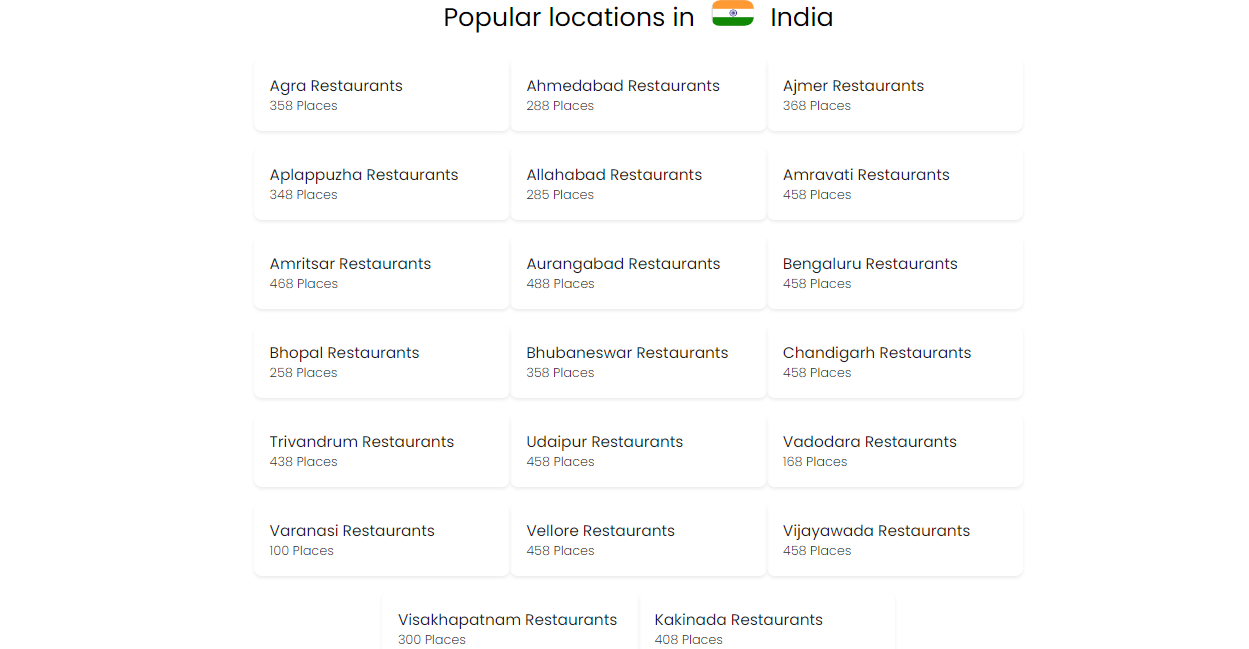 Popular locations in India
Agra Restaurants
358 Places
Ahmedabad Restaurants
288 Places
Ajmer Restaurants
368 Places
Aplappuzha Restaurants
348 Places
Allahabad Restaurants
285 Places
Amravati Restaurants
458 Places
Amritsar Restaurants
468 Places
Aurangabad Restaurants
488 Places
Bengaluru Restaurants
458 Places
Bhopal Restaurants
258 Places
Bhubaneswar Restaurants
358 Places
Chandigarh Restaurants
458 Places
Trivandrum Restaurants
438 Places
Udaipur Restaurants
458 Places
Vadodara Restaurants
168 Places
Varanasi Restaurants
100 Places
Vellore Restaurants
458 Places
Vijayawada Restaurants
458 Places
Visakhapatnam Restaurants
300 Places
Kakinada Restaurants
408 Places